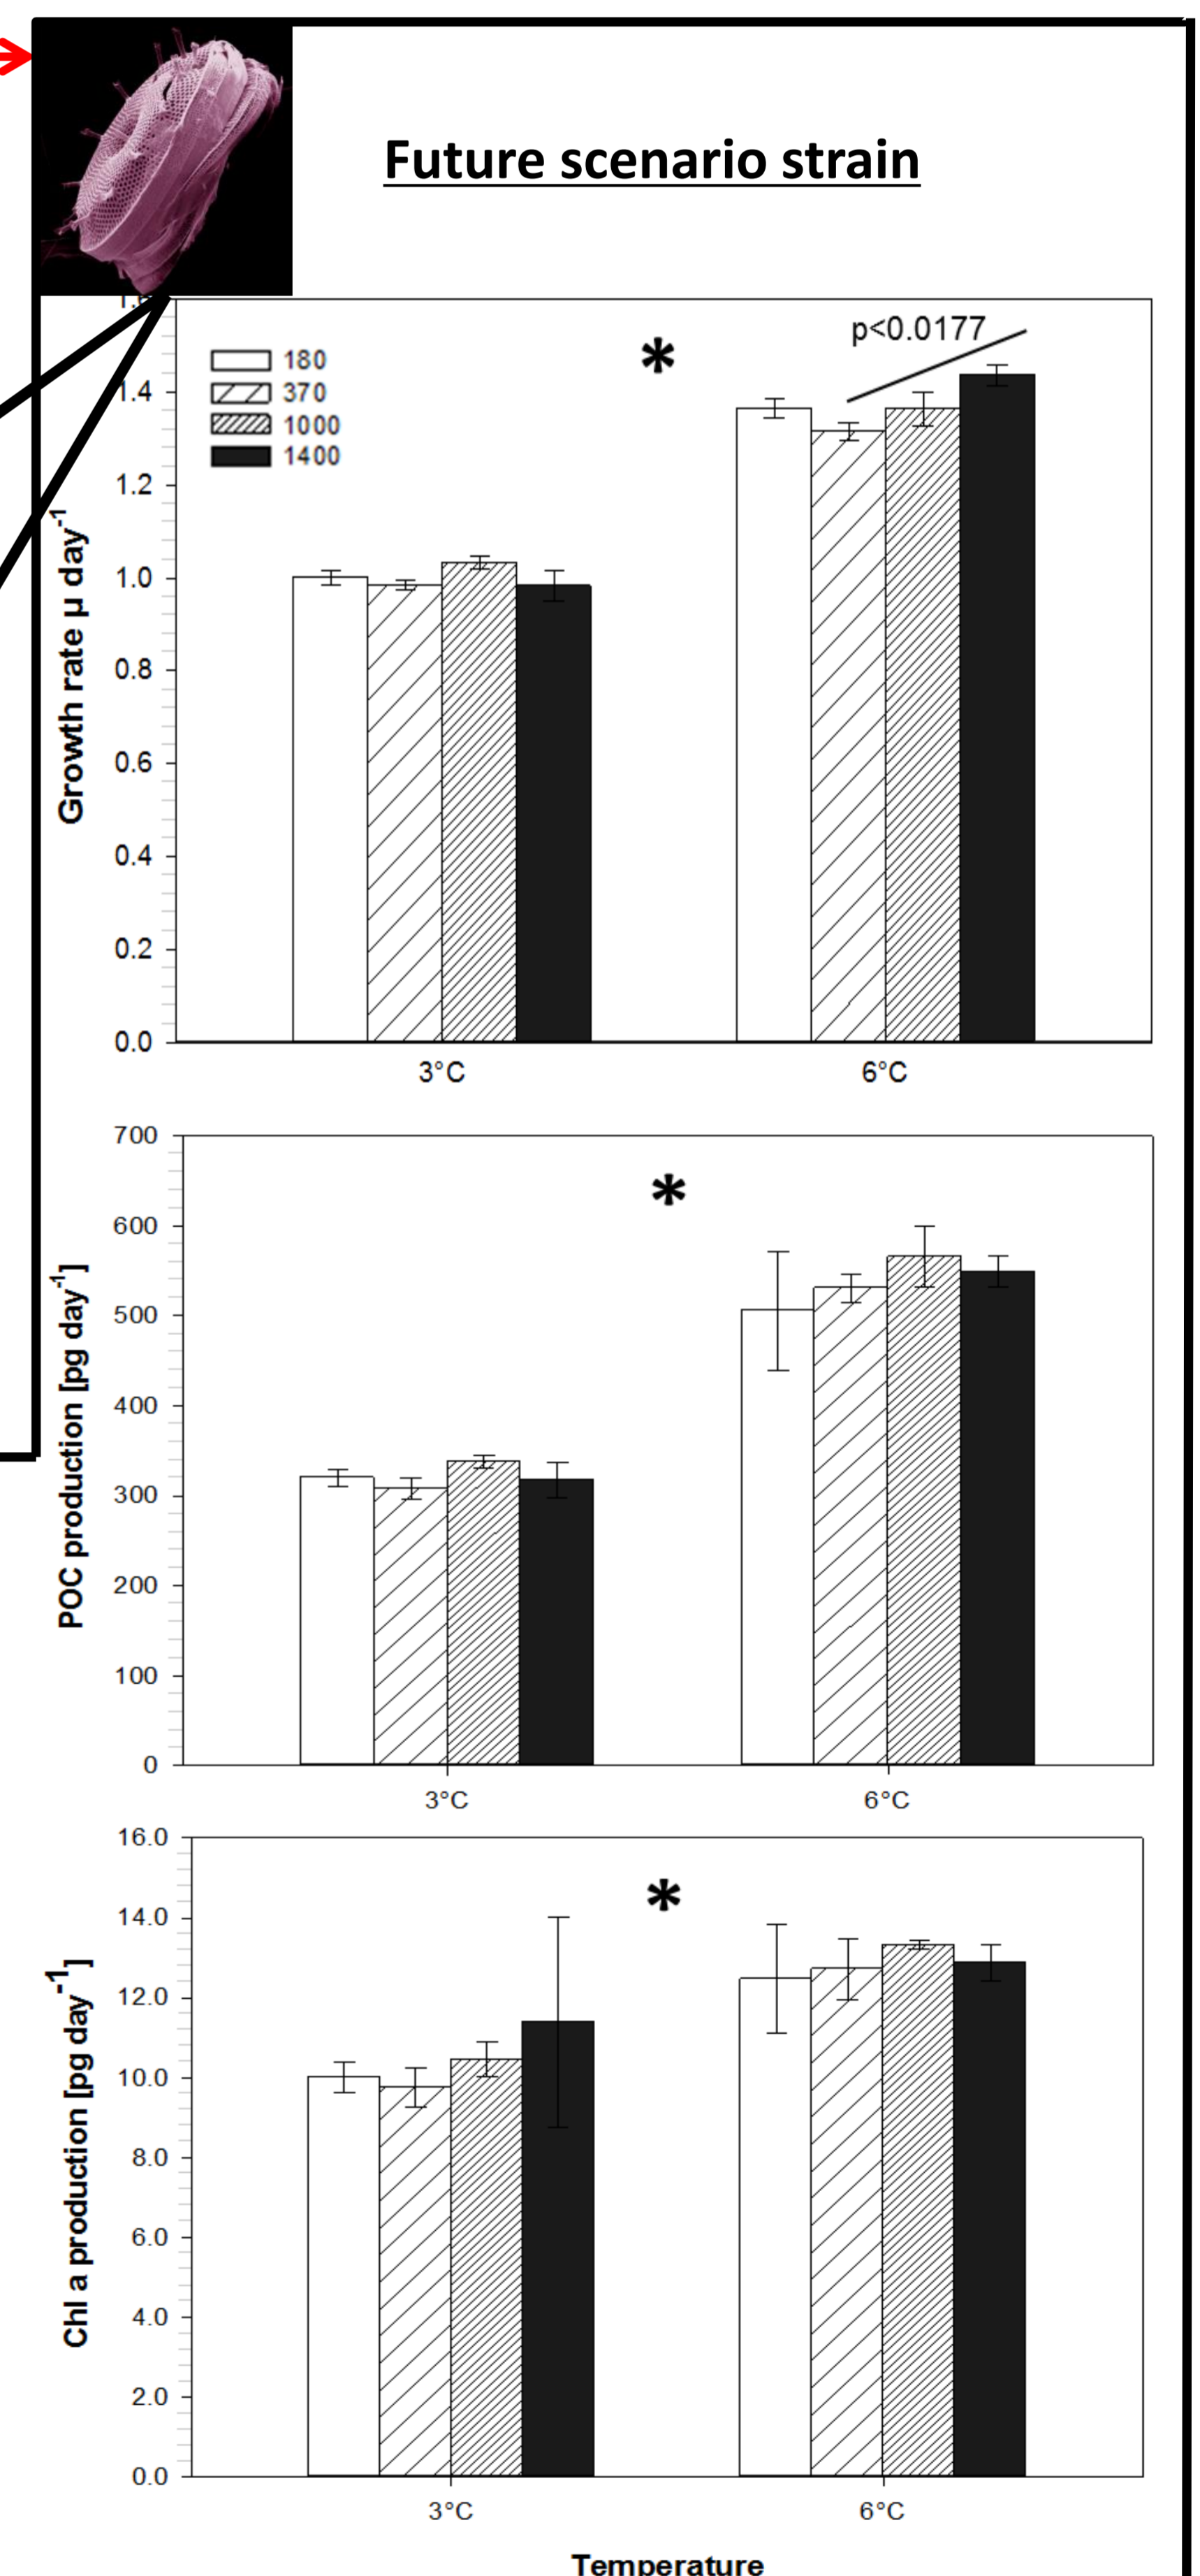 Future scenario strain
180
370
1000
1400
*
p<0.0177
1.4
1.2
1.0
0.8
0.6
0.4
0.2
0.0
Growth rate µ day-1
3°C
6°C
700
600
500
400
300
200
100
0
POC production [pg day-1]
*
3°C
6°C
16.0
14.0
12.0
10.0
8.0
6.0
4.0
2.0
0.0
Chl a production [pg day-1]
*
3°C
6°C
Temperature